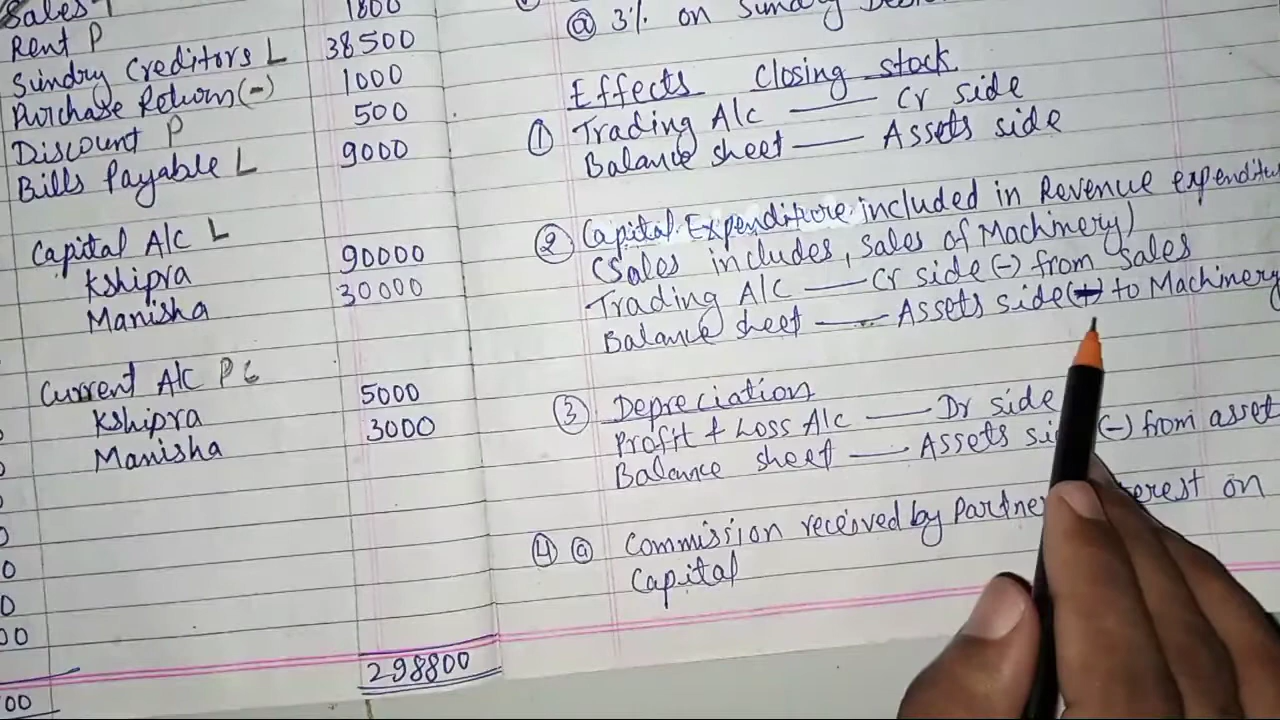 Sales
1800
Rent P
38500
Sundry Creditors L
1000
Purchase Return (-)
500
Discount P
9000
Bills Payable L
Capital A/c L
90000
Kshipra
30000
Manisha
Current A/c
5000
Kshipra
3000
Manisha
298800
00
@ 3% on Sundry
Effects Closing stock
① Trading A/c — Cr side
Balance sheet — Assets side
② Capital Expenditure included in Revenue
(Sales includes, sales of Machinery)
Trading A/c — Cr side (-) from sales
Balance sheet — Assets side to Machinery
③ Depreciation
Profit + Loss A/c — Dr side
Balance sheet — Assets (-) from asset
④ ⓐ Commission received by on
Capital